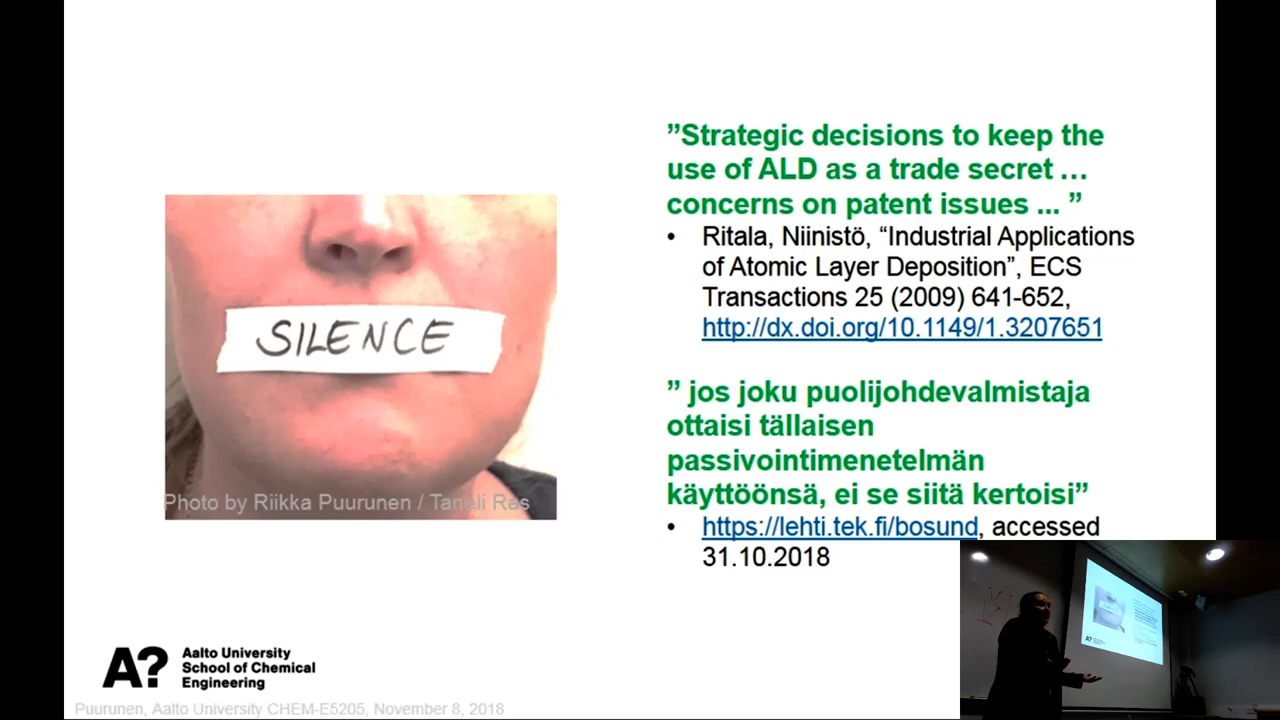 ”Strategic decisions to keep the
use of ALD as a trade secret …
concerns on patent issues ... ”
• Ritala, Niinistö, “Industrial Applications
of Atomic Layer Deposition”, ECS
Transactions 25 (2009) 641-652,
http://dx.doi.org/10.1149/1.3207651
SILENCE
Photo by Riikka Puurunen / Taneli Ras
” jos joku puolijohdevalmistaja
ottaisi tällaisen
passivointimenetelmän
käyttöönsä, ei se siitä kertoisi”
• https://lehti.tek.fi/bosund, accessed
31.10.2018
A?
Aalto University
School of Chemical
Engineering
Puurunen, Aalto University CHEM-E5205, November 8, 2018